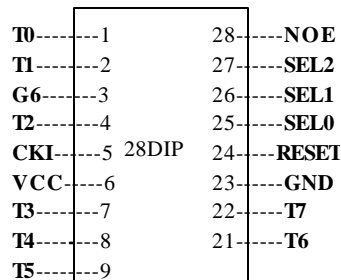 T0--------1 28------NOE
T1--------2 27------SEL2
G6-------3 26------SEL1
T2-------4 25------SEL0
CKI------5 28DIP 24-----RESET
VCC-----6 23------GND
T3-------7 22------T7
T4-------8 21------T6
T5-------9